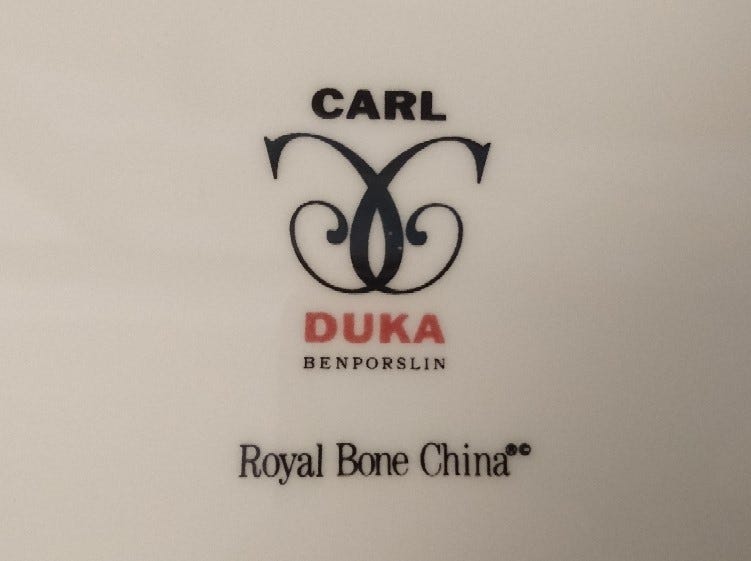 CARL
DUKA
BENPORSLIN
Royal Bone China®©